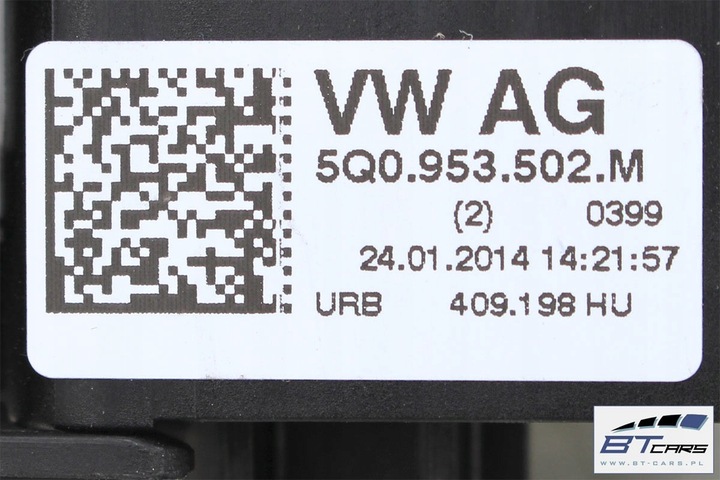 VW AG
5Q0.953.502.M
(2) 0399
24.01.2014 14:21:57
URB 409.198 HU
BT CARS
WWW.BT-CARS.PL